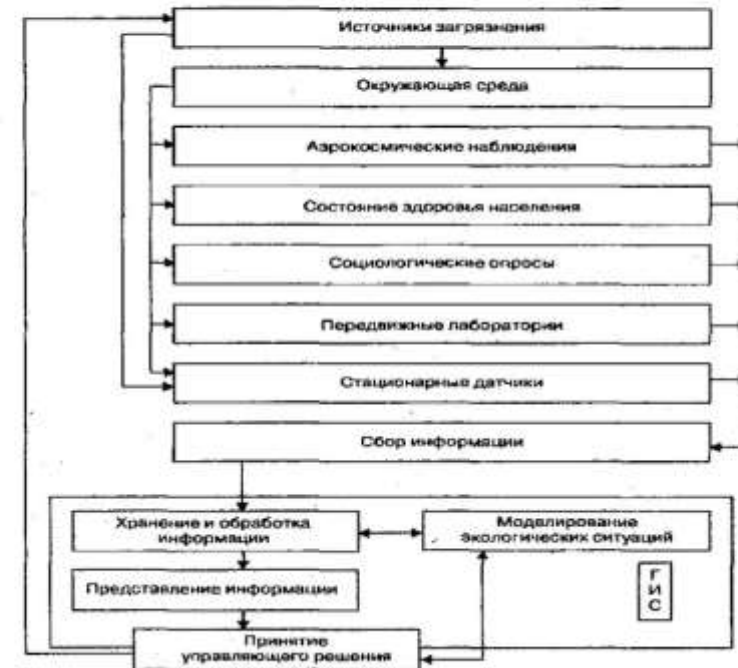 Источники загрязнения
Окружающая среда
Аэрокосмические наблюдения
Состояние здоровья населения
Социологические опросы
Передвижные лаборатории
Стационарные датчики
Сбор информации
Хранение и обработка
информации
Моделирование
экологических ситуаций
Представление информации
Г
И
С
Принятие
управляющего решения